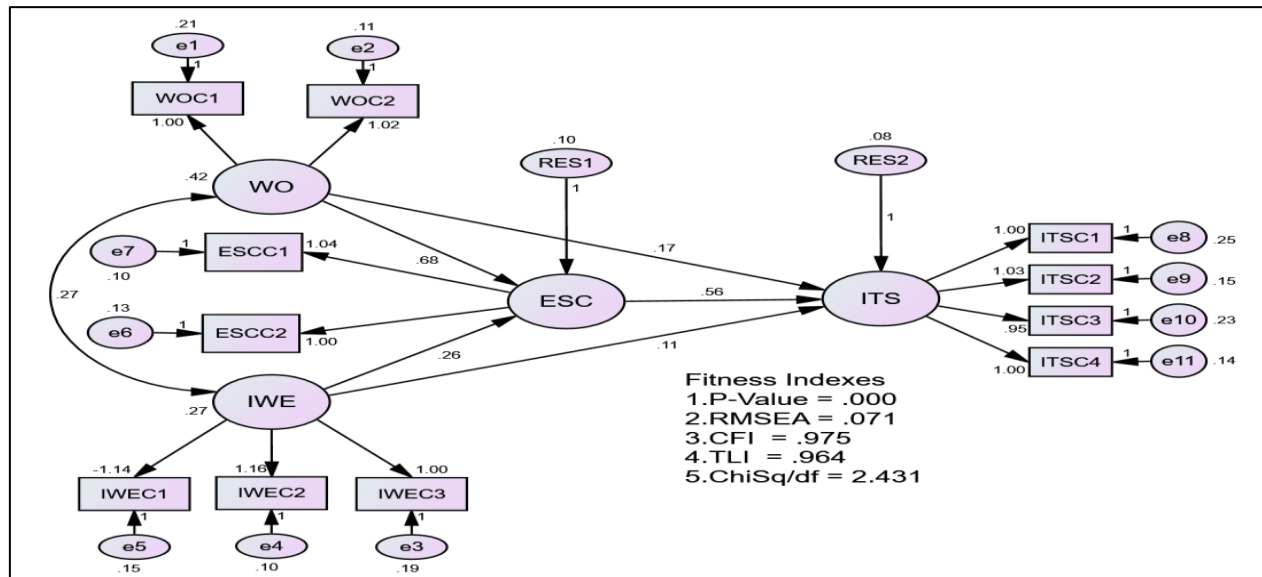 .21
e1
1
WOC1
1.00
.11
e2
1
WOC2
1.02
.42
WO
.10
RES1
1
.08
RES2
1
e7
1
.10
ESCC1
1.04
.68
.17
.27
.13
e6
1
ESCC2
1.00
ESC
.56
ITS
.26
.11
1.00
ITSC1
1
e8
.25
1.03
ITSC2
1
e9
.15
.95
ITSC3
1
e10
.23
1.00
ITSC4
1
e11
.14
.27
IWE
-1.14
IWEC1
1
e5
.15
1.16
IWEC2
1
e4
.10
1.00
IWEC3
1
e3
.19
Fitness Indexes
1.P-Value = .000
2.RMSEA = .071
3.CFI = .975
4.TLI = .964
5.ChiSq/df = 2.431